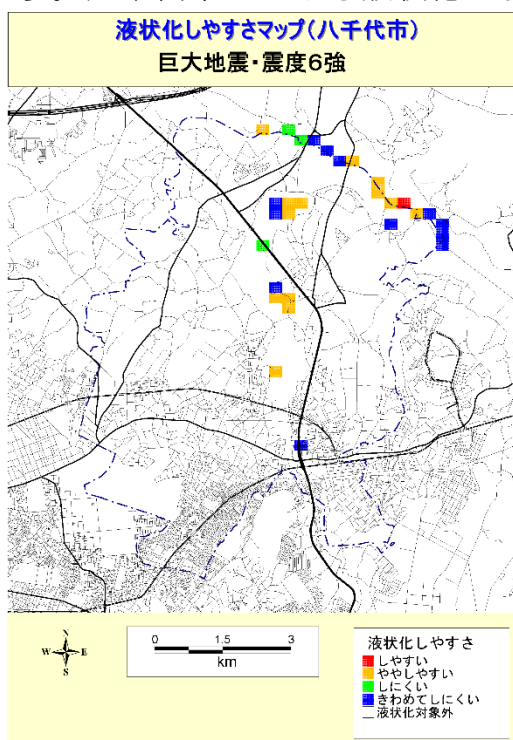 液状化しやすさマップ(八千代市)
巨大地震・震度6強
N
W E
S
0 1.5 3
km
液状化しやすさ
しやすい
ややしやすい
しにくい
きわめてしにくい
液状化対象外